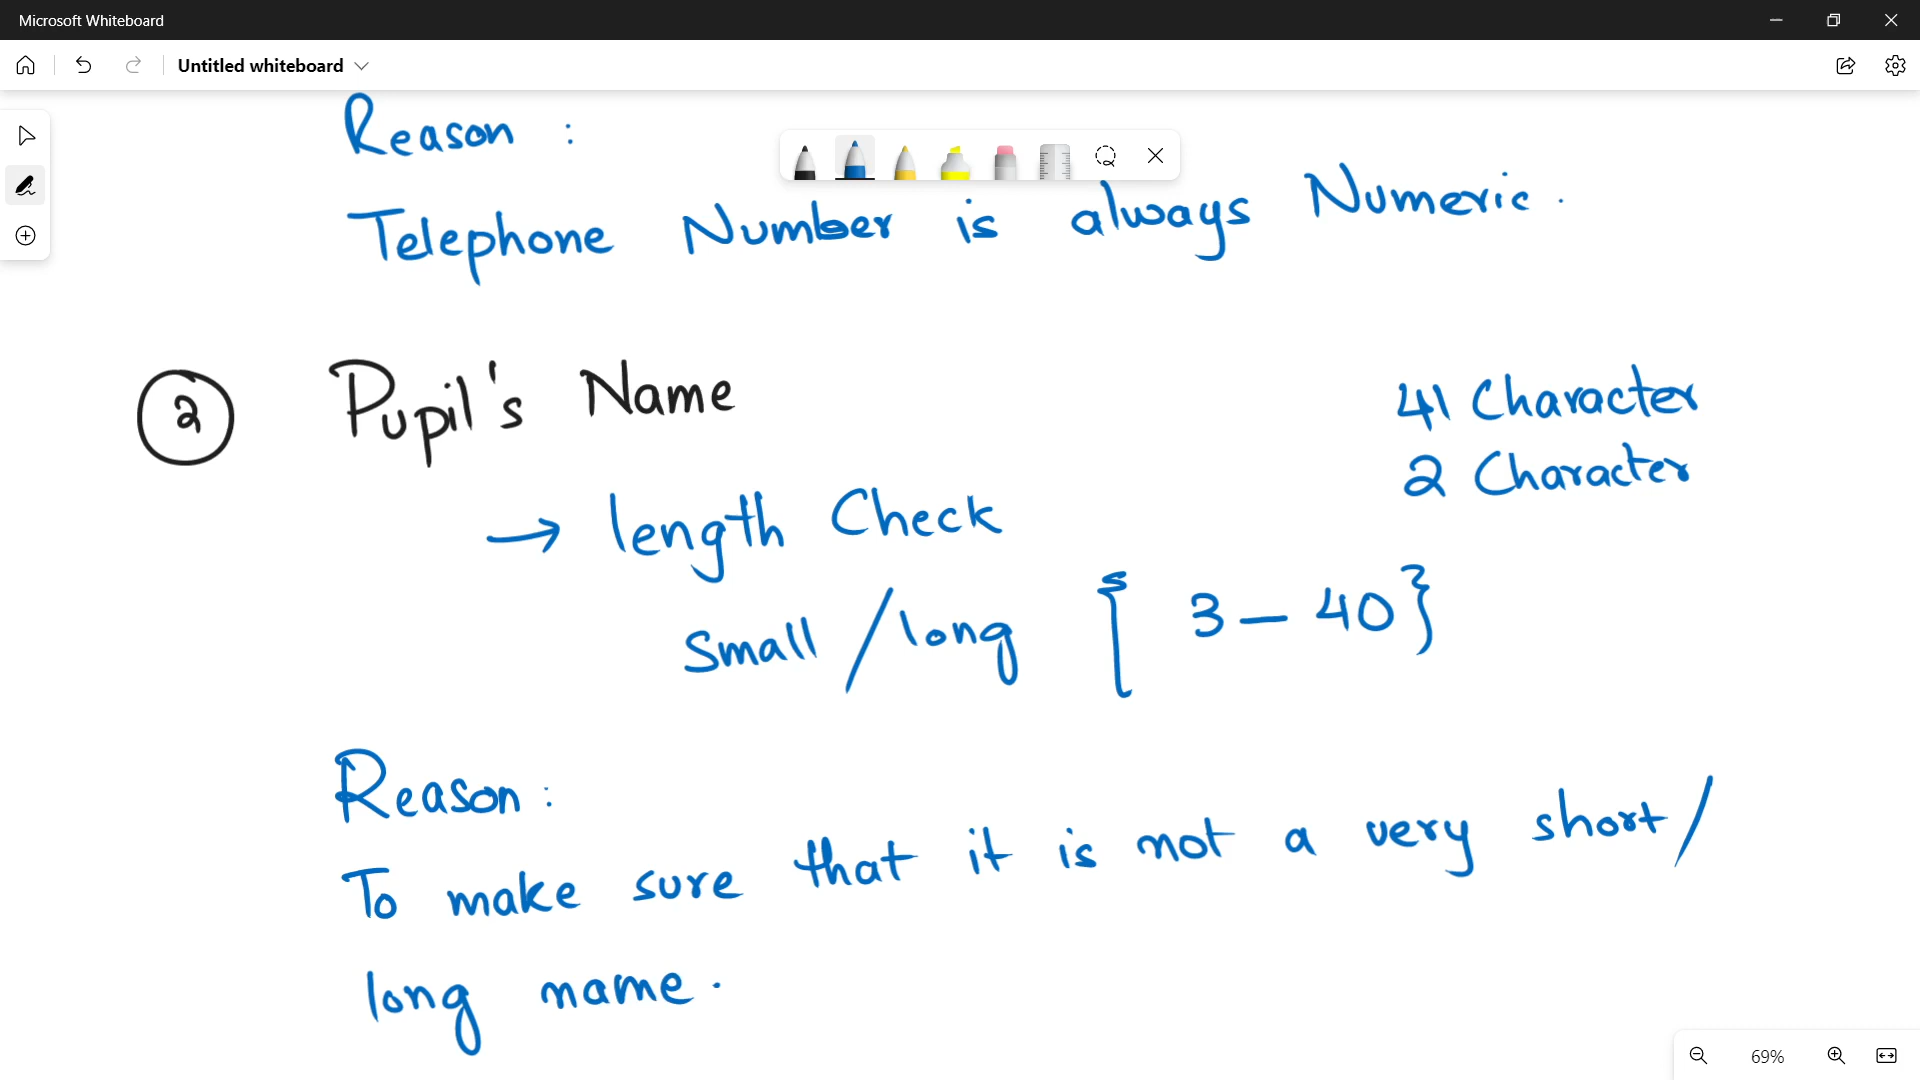 Microsoft Whiteboard
Untitled whiteboard
Reason :
Telephone Number is always Numeric.
2 Pupil's Name
41 Character
2 Character
→ length Check
Small / long { 3 – 40 }
Reason :
To make sure that it is not a very short /
long name.
69%